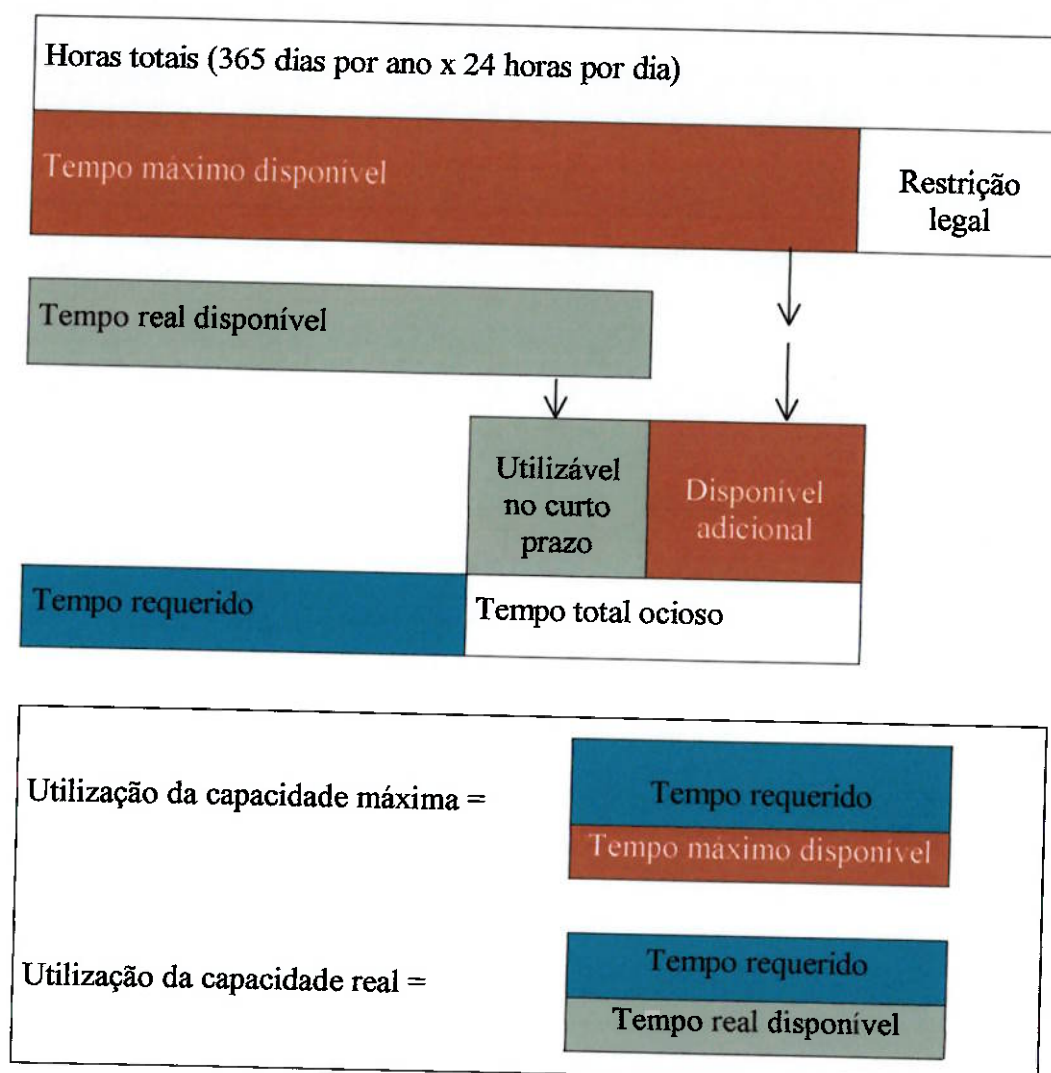 Horas totais (365 dias por ano x 24 horas por dia)
Tempo máximo disponível
Restrição
legal
Tempo real disponível
Utilizável
no curto
prazo
Disponível
adicional
Tempo requerido
Tempo total ocioso
Utilização da capacidade máxima =
Tempo requerido
Tempo máximo disponível
Utilização da capacidade real =
Tempo requerido
Tempo real disponível